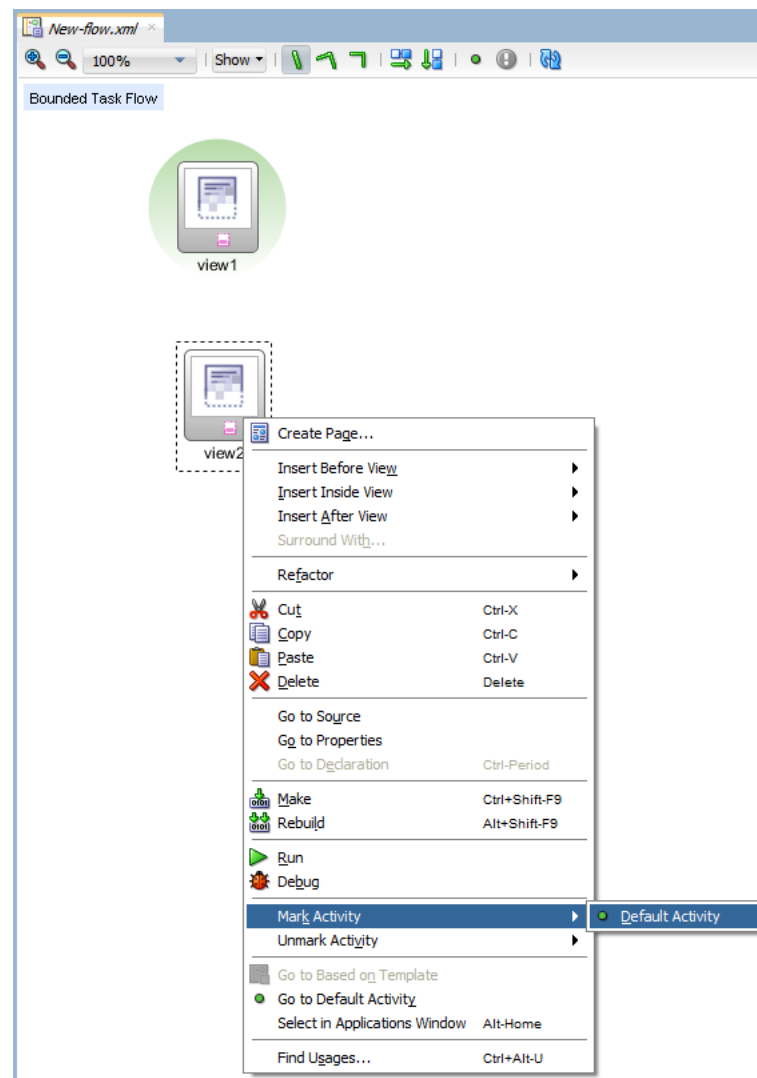 New-flow.xml
100% Show
Bounded Task Flow
view1
view2
Create Page...
Insert Before View
Insert Inside View
Insert After View
Surround With...
Refactor
Cut Ctrl-X
Copy Ctrl-C
Paste Ctrl-V
Delete Delete
Go to Source
Go to Properties
Go to Declaration Ctrl-Period
Make Ctrl+Shift-F9
Rebuild Alt+Shift-F9
Run
Debug
Mark Activity Default Activity
Unmark Activity
Go to Based on Template
Go to Default Activity
Select in Applications Window Alt-Home
Find Usages... Ctrl+Alt-U